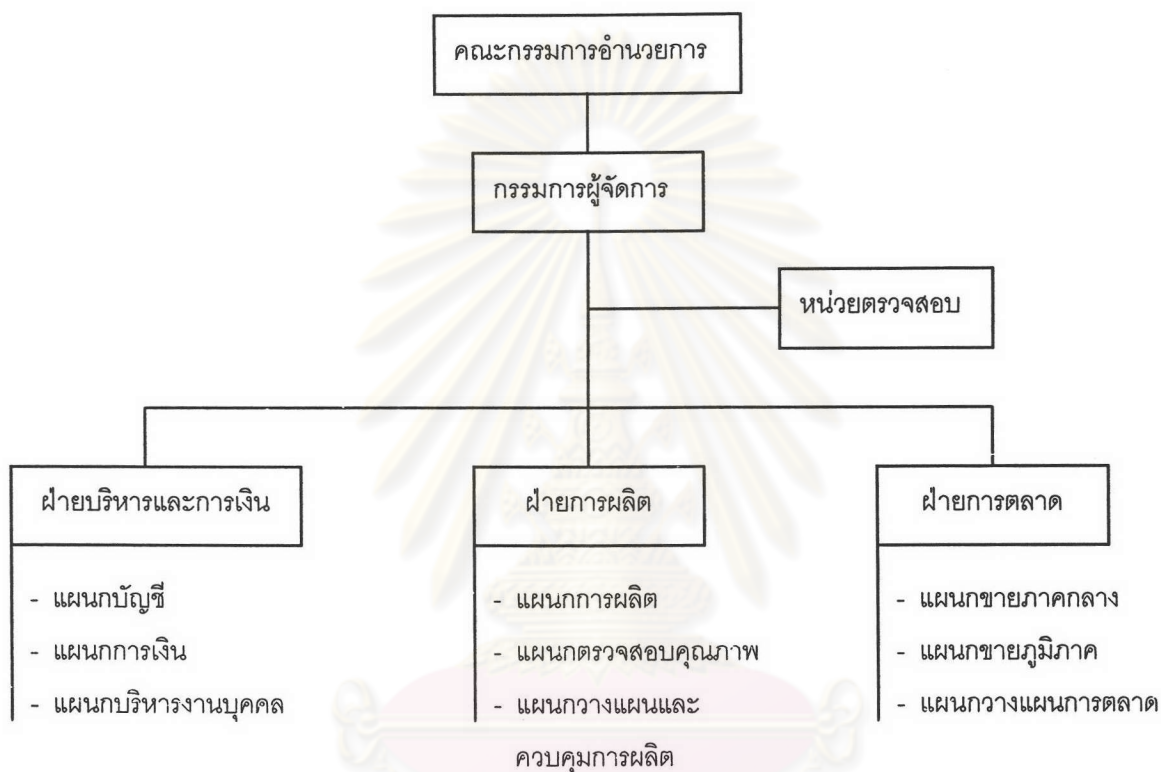 คณะกรรมการอำนวยการ
กรรมการผู้จัดการ
หน่วยตรวจสอบ
ฝ่ายบริหารและการเงิน
- แผนกบัญชี
- แผนกการเงิน
- แผนกบริหารงานบุคคล
ฝ่ายการผลิต
- แผนกการผลิต
- แผนกตรวจสอบคุณภาพ
- แผนกวางแผนและ
ควบคุมการผลิต
ฝ่ายการตลาด
- แผนกขายภาคกลาง
- แผนกขายภูมิภาค
- แผนกวางแผนการตลาด